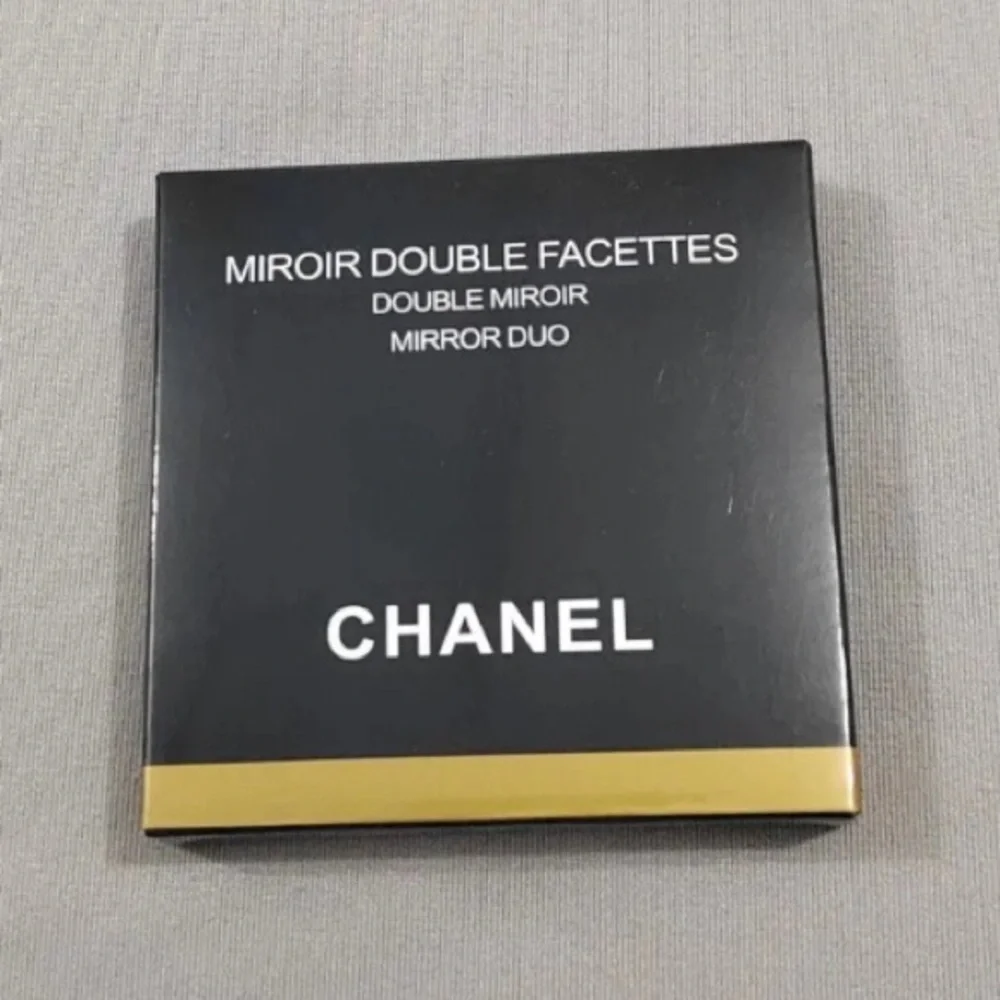 MIROIR DOUBLE FACETTES
DOUBLE MIROIR
MIRROR DUO
CHANEL